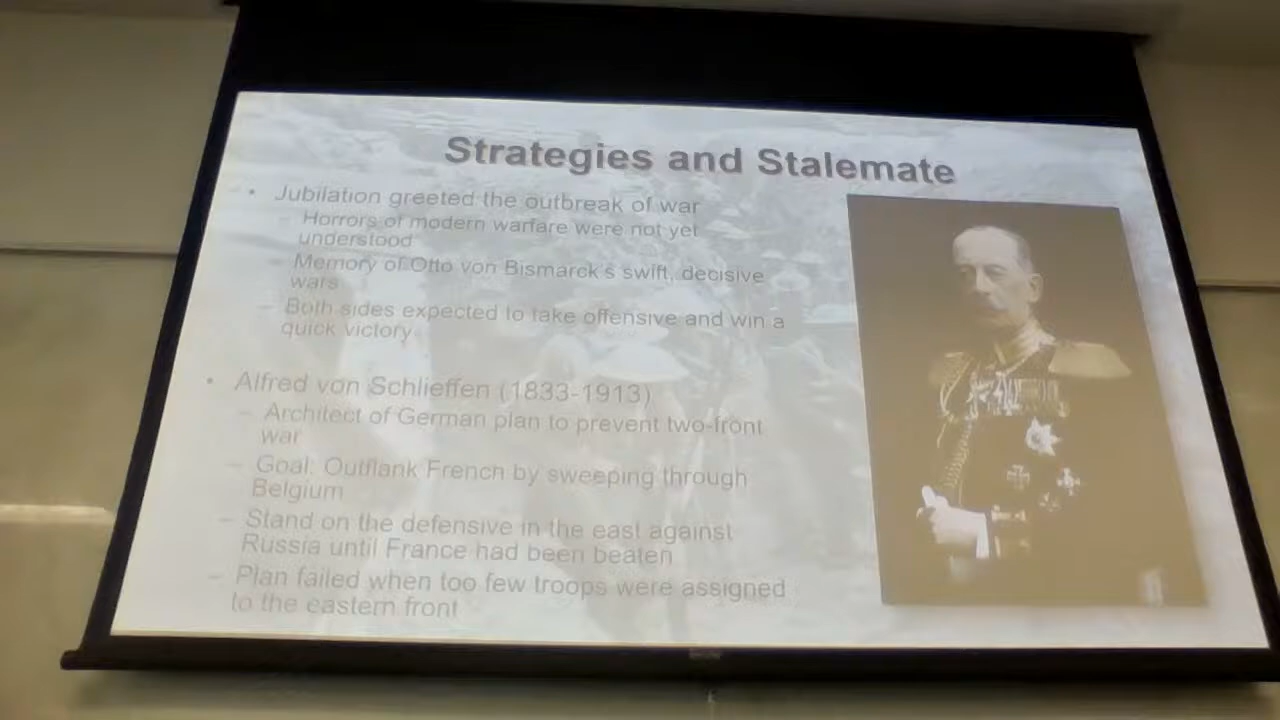 Strategies and Stalemate
• Jubilation greeted the outbreak of war
– Horrors of modern warfare were not yet
understood
– Memory of Otto von Bismarck's swift, decisive
wars
– Both sides expected to take offensive and win a
quick victory
• Alfred von Schlieffen (1833-1913)
– Architect of German plan to prevent two-front
war
– Goal: Outflank French by sweeping through
Belgium
– Stand on the defensive in the east against
Russia until France had been beaten
– Plan failed when too few troops were assigned
to the eastern front